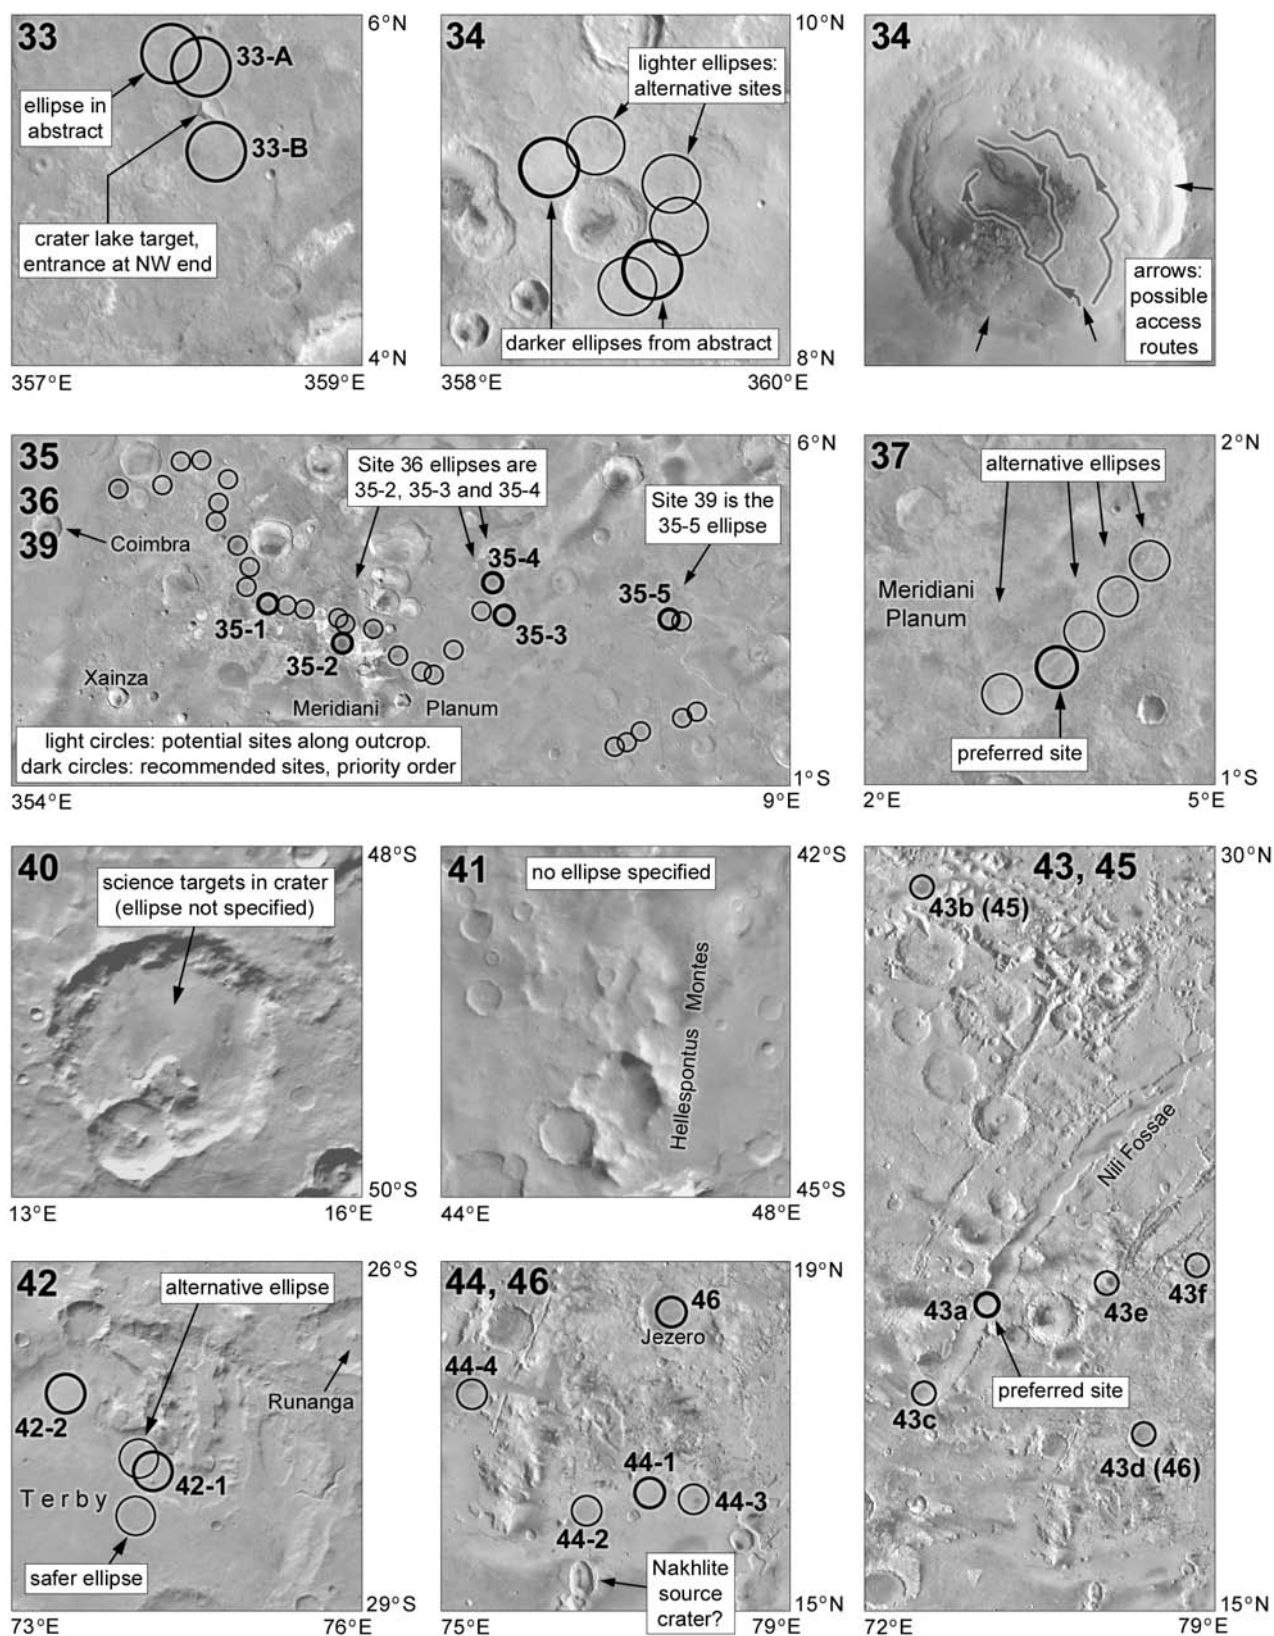 33
33-A
ellipse in
abstract
33-B
crater lake target,
entrance at NW end
6°N
4°N
357°E
359°E
34
lighter ellipses:
alternative sites
darker ellipses from abstract
10°N
8°N
358°E
360°E
34
arrows:
possible
access
routes
35
36
39
Coimbra
Site 36 ellipses are
35-2, 35-3 and 35-4
Site 39 is the
35-5 ellipse
35-4
35-5
35-1
35-3
35-2
Xainza
Meridiani Planum
light circles: potential sites along outcrop.
dark circles: recommended sites, priority order
6°N
1°S
354°E
9°E
37
alternative ellipses
Meridiani
Planum
preferred site
2°N
1°S
2°E
5°E
40
science targets in crater
(ellipse not specified)
48°S
50°S
13°E
16°E
41
no ellipse specified
Hellespontus Montes
42°S
45°S
44°E
48°E
43, 45
43b (45)
Nili Fossae
43a
43e
43f
preferred site
43c
43d (46)
30°N
15°N
72°E
79°E
42
alternative ellipse
Runanga
42-2
42-1
Terby
safer ellipse
26°S
29°S
73°E
76°E
44, 46
46
Jezero
44-4
44-1
44-3
44-2
Nakhlite
source
crater?
19°N
15°N
75°E
79°E